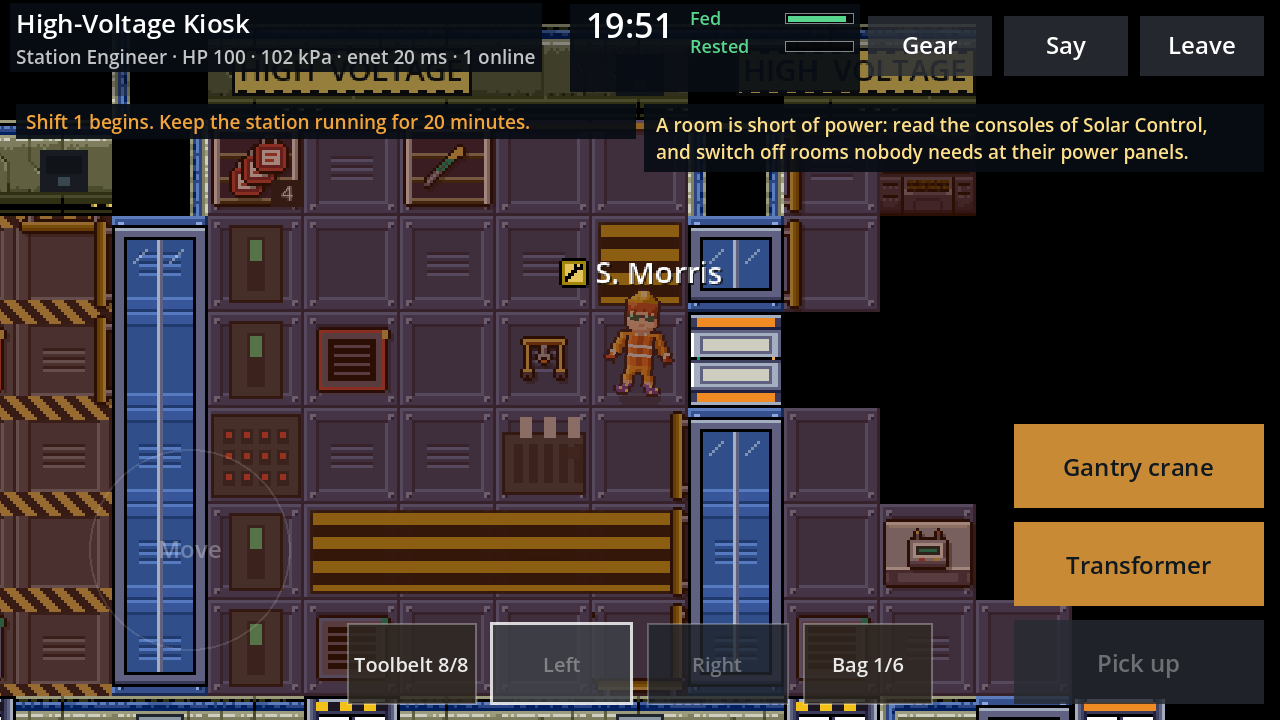 High-Voltage Kiosk
Station Engineer · HP 100 · 102 kPa · enet 20 ms · 1 online
19:51
Fed
Rested
Gear
Say
Leave
HIGH VOLTAGE
HIGH VOLTAGE
Shift 1 begins. Keep the station running for 20 minutes.
A room is short of power: read the consoles of Solar Control,
and switch off rooms nobody needs at their power panels.
4
S. Morris
Gantry crane
Move
Transformer
Toolbelt 8/8
Left
Right
Bag 1/6
Pick up